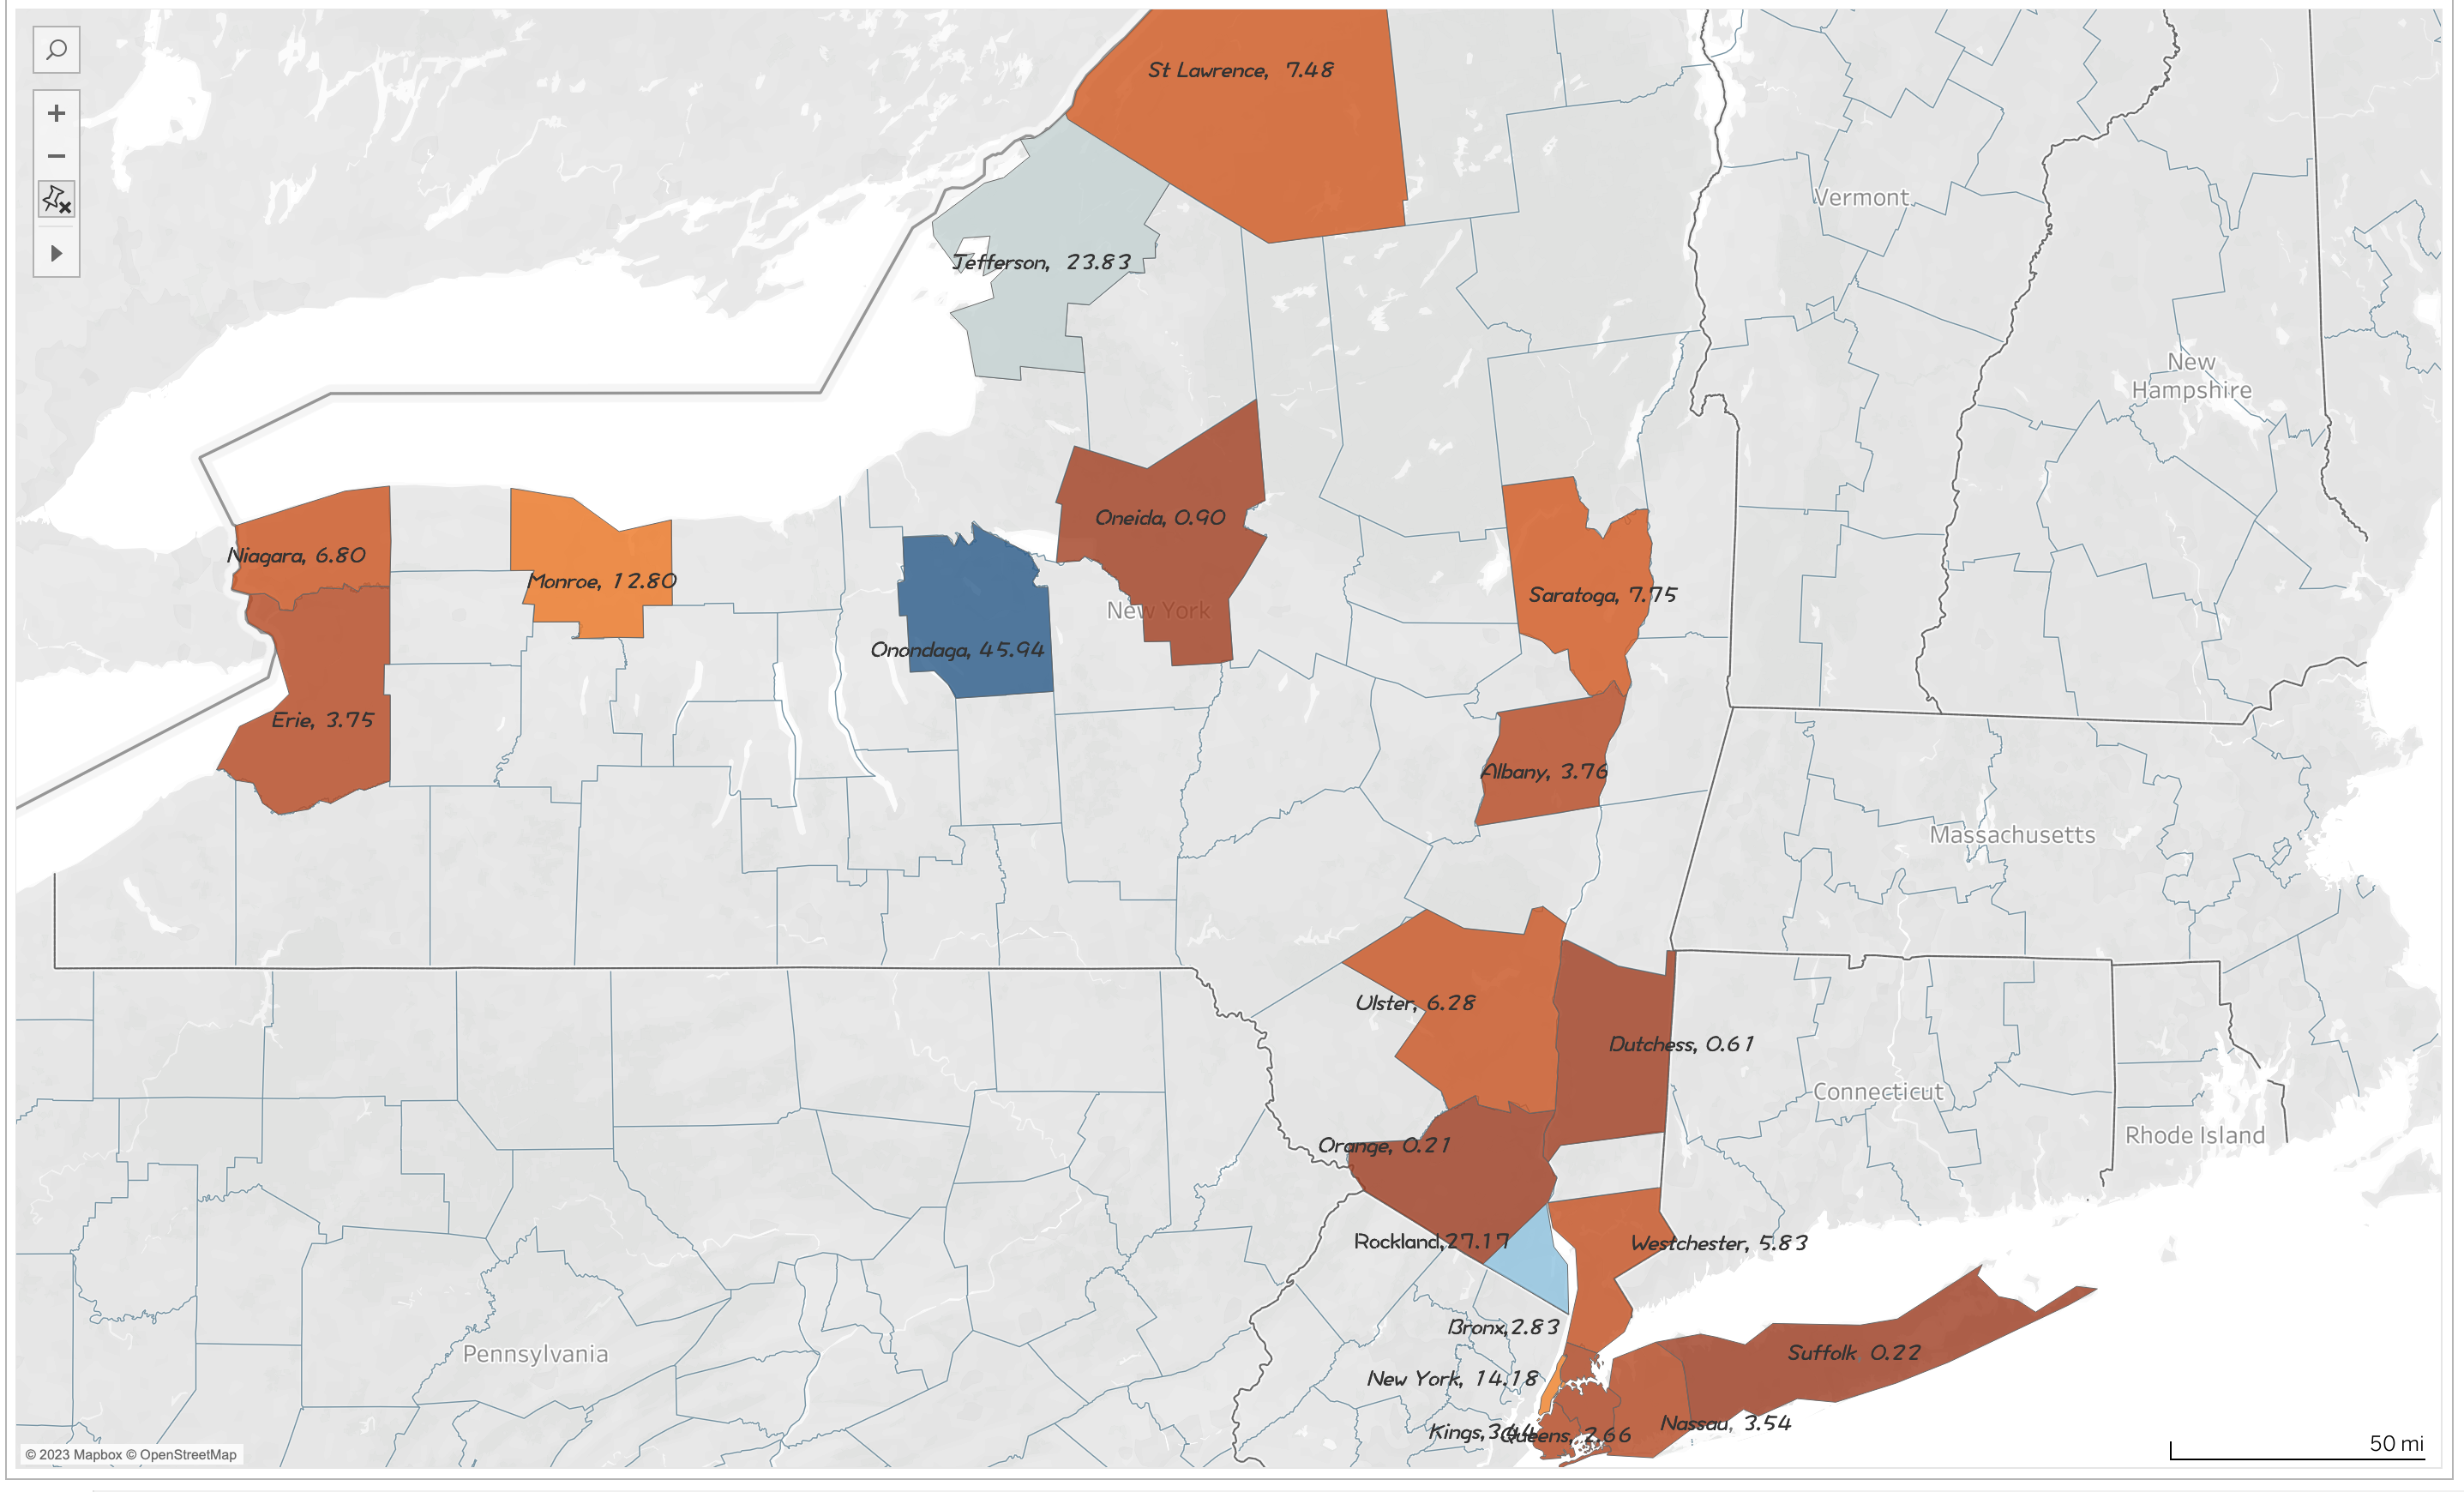 St Lawrence, 7.48
Vermont
Jefferson, 23.83
New
Hampshire
Oneida, 0.90
Niagara, 6.80
Monroe, 12.80
Saratoga, 7.75
New York
Onondaga, 45.94
Erie, 3.75
Albany, 3.76
Massachusetts
Ulster, 6.28
Dutchess, 0.61
Connecticut
Rhode Island
Orange, 0.21
Rockland,27.17
Westchester, 5.83
Bronx,2.83
Pennsylvania
Suffolk 0.22
New York, 14.18
Nassau, 3.54
Kings,3.44
Queens, 2.66
50 mi
© 2023 Mapbox © OpenStreetMap